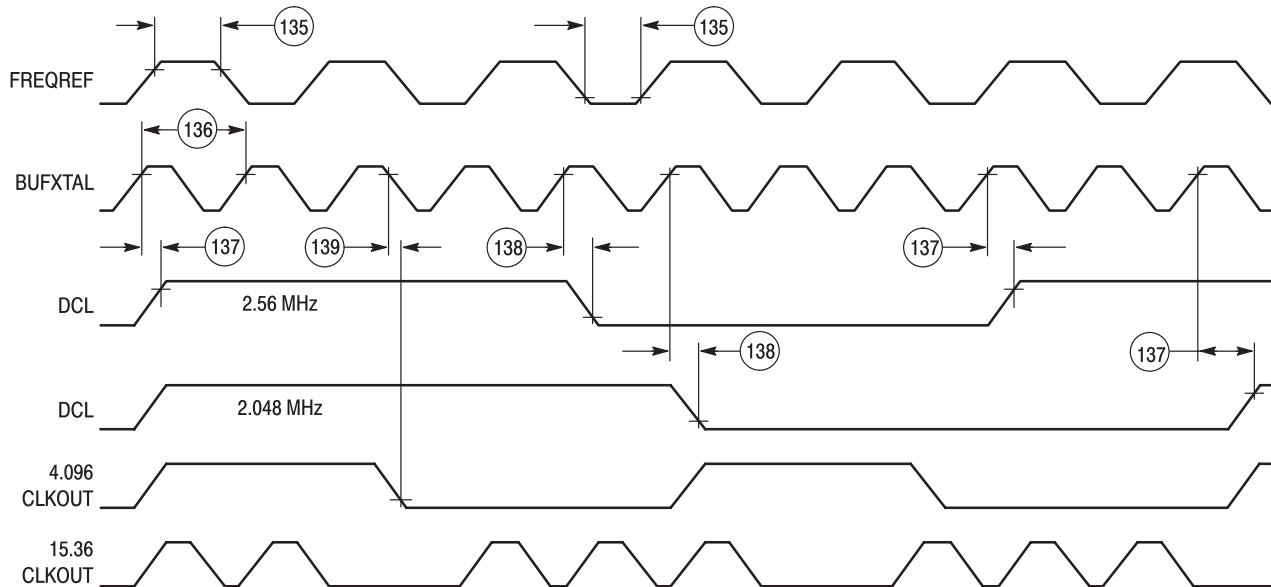 135
135
FREQREF
136
BUFXTAL
137
139
138
137
DCL
2.56 MHz
138
137
DCL
2.048 MHz
4.096
CLKOUT
15.36
CLKOUT